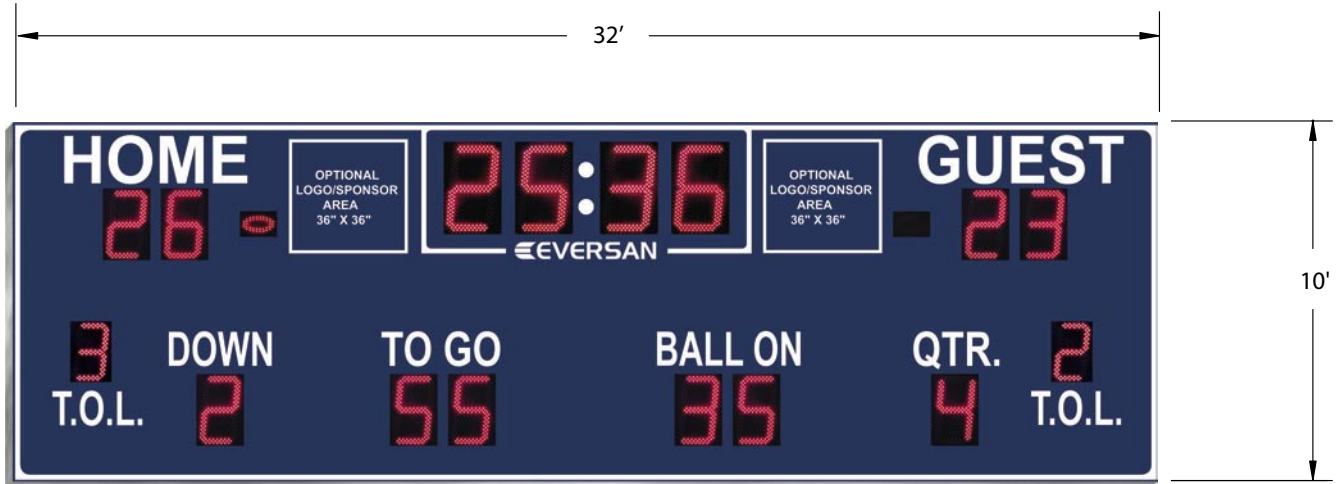 32’
HOME
OPTIONAL
LOGO/SPONSOR
AREA
36" X 36"
25:36
OPTIONAL
LOGO/SPONSOR
AREA
36" X 36"
GUEST
26
23
EVERSAN
10'
3
T.O.L.
DOWN
2
TO GO
55
BALL ON
35
QTR.
4
2
T.O.L.